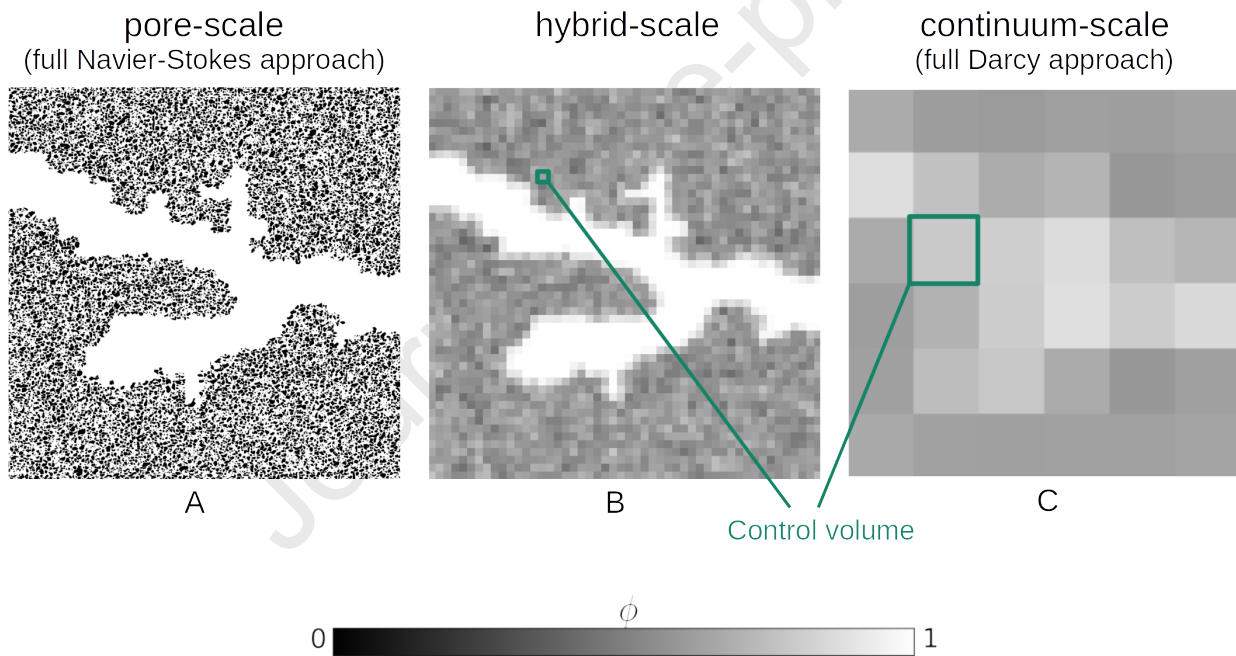 pore-scale
(full Navier-Stokes approach)
hybrid-scale
continuum-scale
(full Darcy approach)
A
B
C
Control volume
ϕ
0
1